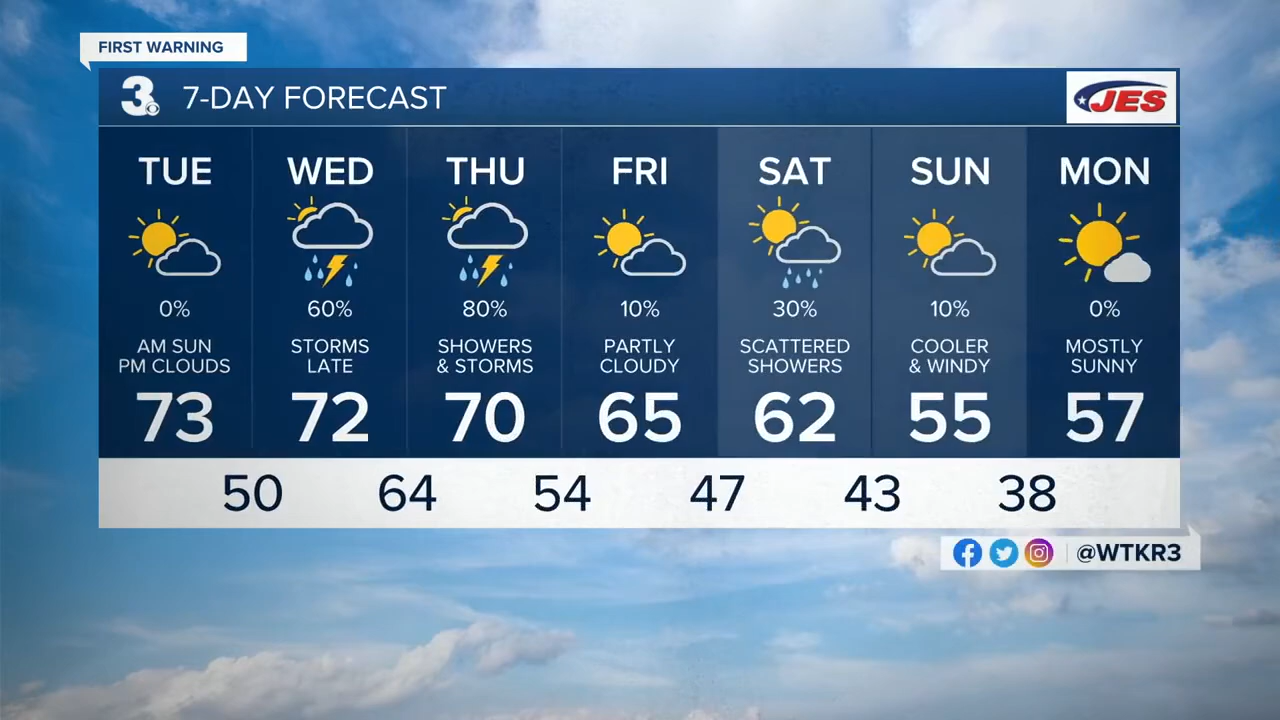 FIRST WARNING
3 7-DAY FORECAST JES
TUE WED THU FRI SAT SUN MON
0% 60% 80% 10% 30% 10% 0%
AM SUN STORMS SHOWERS PARTLY SCATTERED COOLER MOSTLY
PM CLOUDS LATE & STORMS CLOUDY SHOWERS & WINDY SUNNY
73 72 70 65 62 55 57
50 64 54 47 43 38
@WTKR3